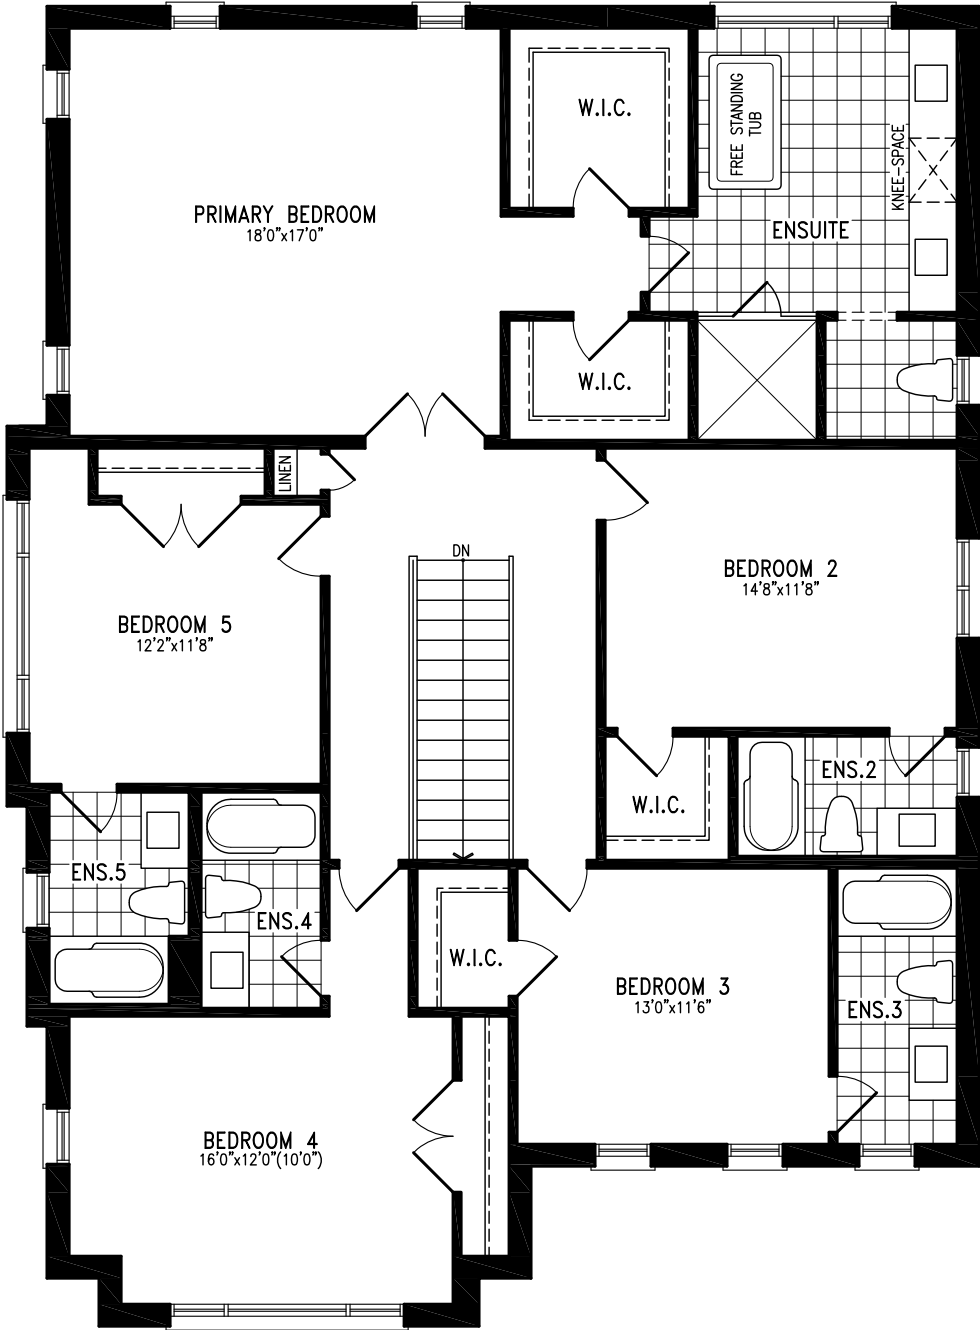 W.I.C.
FREE STANDING
TUB
KNEE-SPACE
PRIMARY BEDROOM
18'0"x17'0"
ENSUITE
W.I.C.
LINEN
DN
BEDROOM 2
14'8"x11'8"
BEDROOM 5
12'2"x11'8"
ENS.2
W.I.C.
ENS.5
ENS.4
W.I.C.
BEDROOM 3
13'0"x11'6"
ENS.3
BEDROOM 4
16'0"x12'0"(10'0")